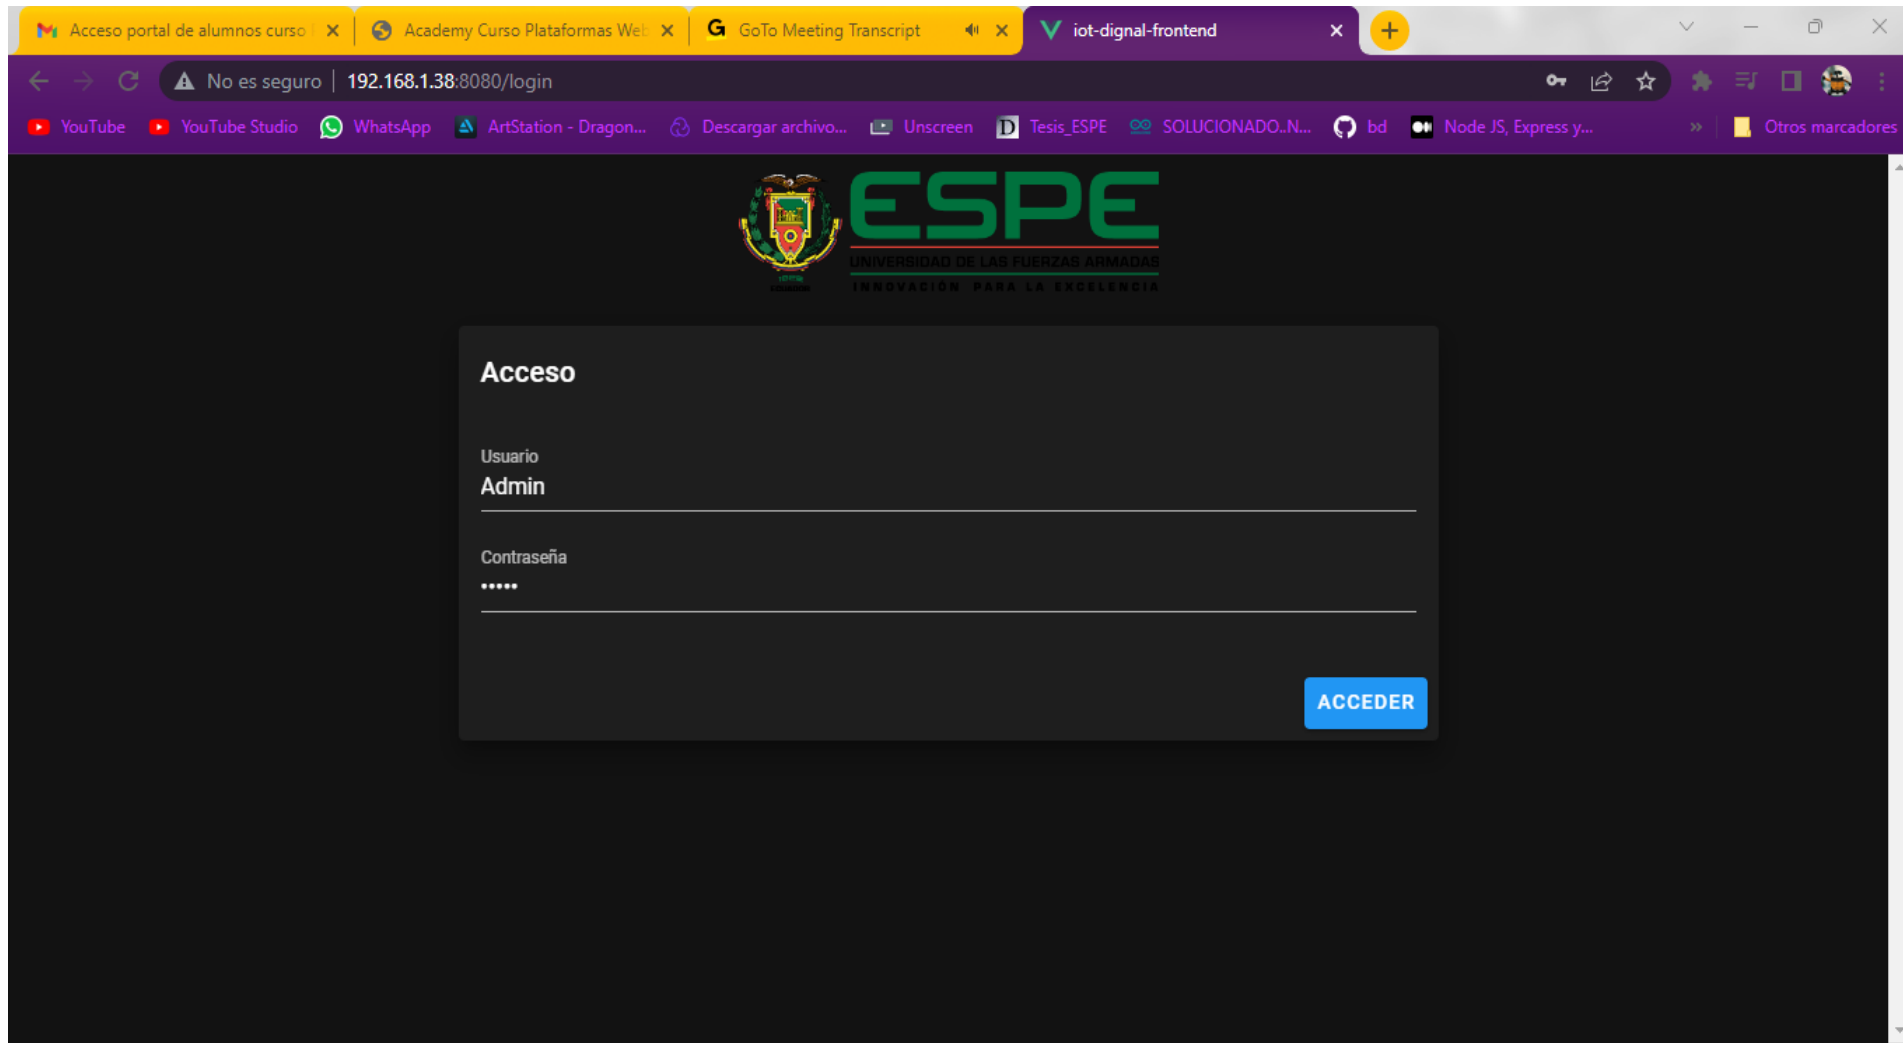 Acceso portal de alumnos curso
Academy Curso Plataformas Web
GoTo Meeting Transcript
iot-dignal-frontend
No es seguro | 192.168.1.38:8080/login
YouTube
YouTube Studio
WhatsApp
ArtStation - Dragon...
Descargar archivo...
Unscreen
Tesis_ESPE
SOLUCIONADO..N...
bd
Node JS, Express y...
»
Otros marcadores
ESPE
UNIVERSIDAD DE LAS FUERZAS ARMADAS
INNOVACIÓN PARA LA EXCELENCIA
Acceso
Usuario
Admin
Contraseña
•••••
ACCEDER